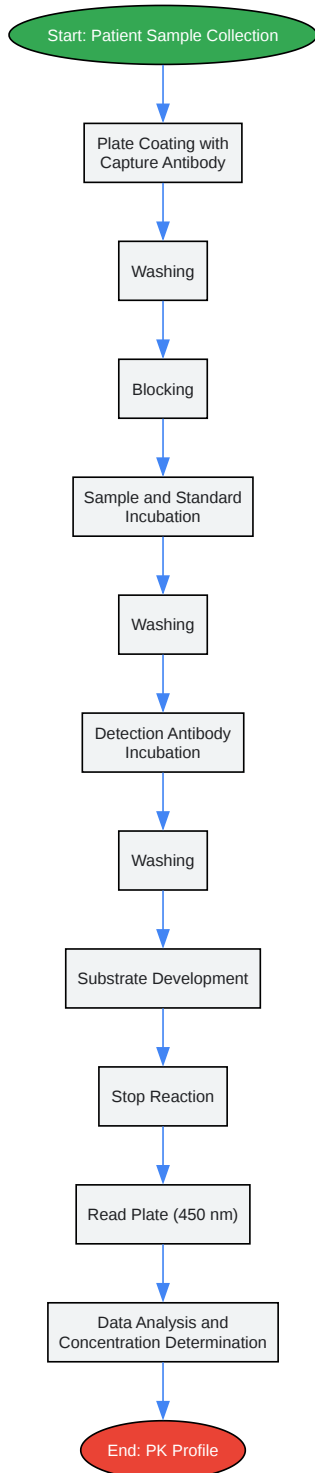 Start: Patient Sample Collection
Plate Coating with
Capture Antibody
Washing
Blocking
Sample and Standard
Incubation
Washing
Detection Antibody
Incubation
Washing
Substrate Development
Stop Reaction
Read Plate (450 nm)
Data Analysis and
Concentration Determination
End: PK Profile